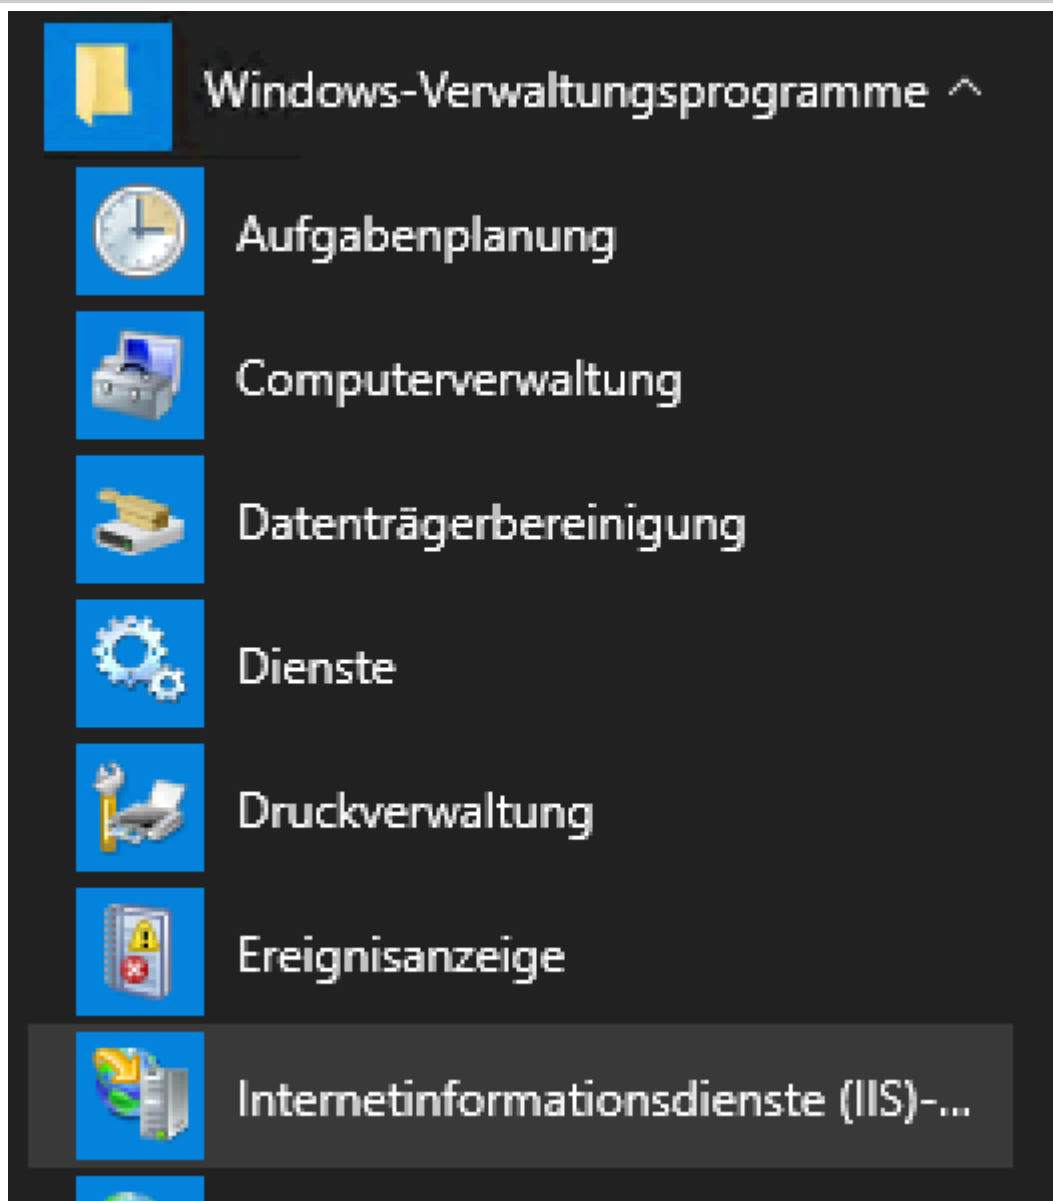 Windows-Verwaltungsprogramme
Aufgabenplanung
Computerverwaltung
Datenträgerbereinigung
Dienste
Druckverwaltung
Ereignisanzeige
Internetinformationsdienste (IIS)-...